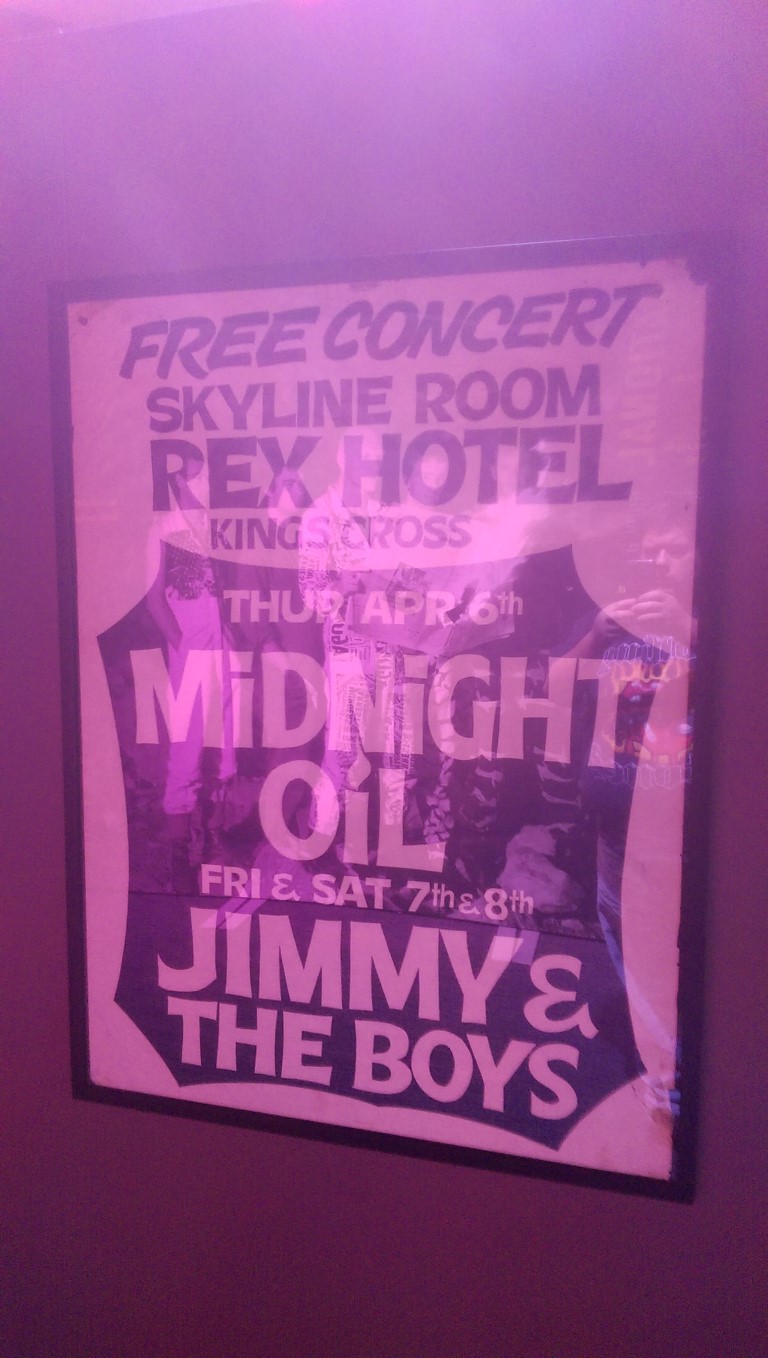 FREE CONCERT
SKYLINE ROOM
REX HOTEL
KINGS CROSS
THUR APR 6th
MiDNiGHT
OiL
FRI & SAT 7th & 8th
JIMMY &
THE BOYS